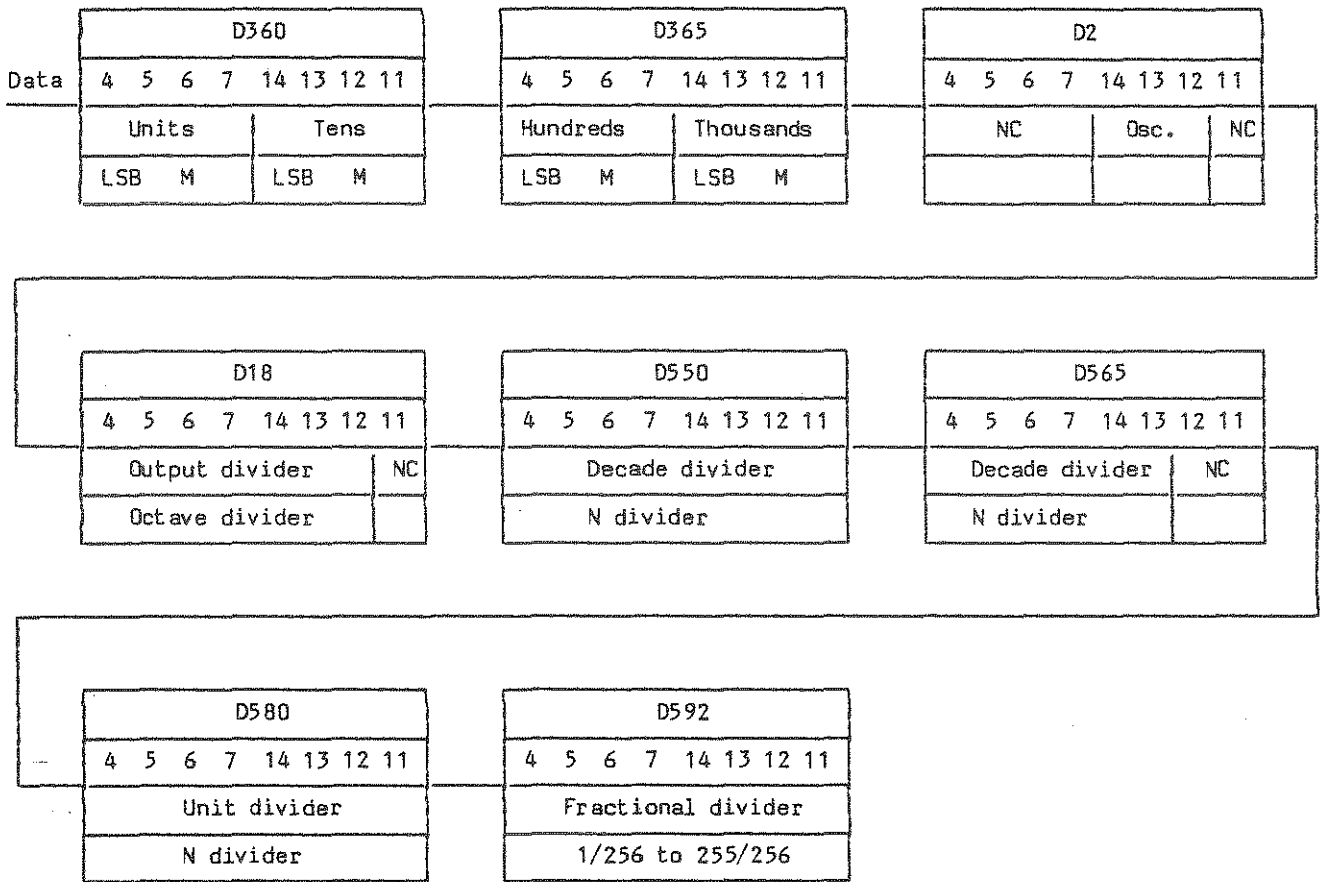 D360 D365 D2
Data 4 5 6 7 14 13 12 11 4 5 6 7 14 13 12 11 4 5 6 7 14 13 12 11
Units Tens Hundreds Thousands NC Osc. NC
LSB M LSB M LSB M LSB M
D18 D550 D565
4 5 6 7 14 13 12 11 4 5 6 7 14 13 12 11 4 5 6 7 14 13 12 11
Output divider NC Decade divider Decade divider NC
Octave divider N divider N divider
D580 D592
4 5 6 7 14 13 12 11 4 5 6 7 14 13 12 11
Unit divider Fractional divider
N divider 1/256 to 255/256